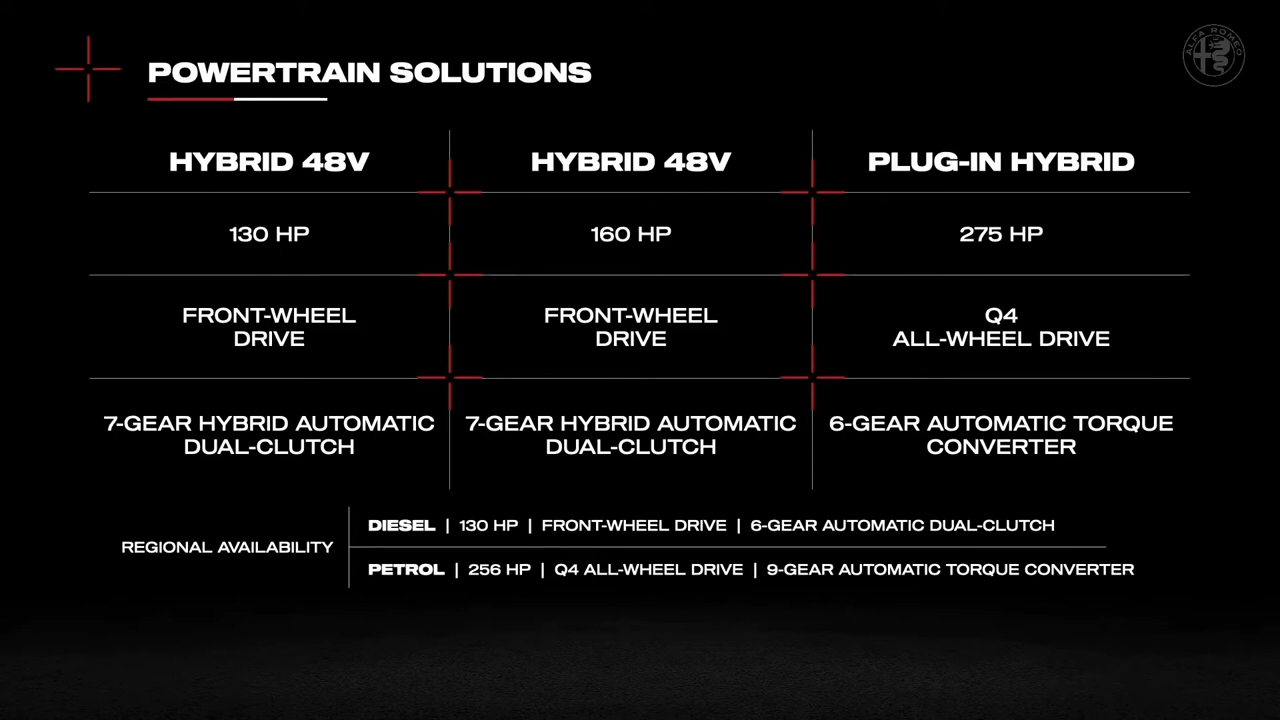 POWERTRAIN SOLUTIONS
ALFA ROMEO
HYBRID 48V
HYBRID 48V
PLUG-IN HYBRID
130 HP
160 HP
275 HP
FRONT-WHEEL
DRIVE
FRONT-WHEEL
DRIVE
Q4
ALL-WHEEL DRIVE
7-GEAR HYBRID AUTOMATIC
DUAL-CLUTCH
7-GEAR HYBRID AUTOMATIC
DUAL-CLUTCH
6-GEAR AUTOMATIC TORQUE
CONVERTER
REGIONAL AVAILABILITY
DIESEL | 130 HP | FRONT-WHEEL DRIVE | 6-GEAR AUTOMATIC DUAL-CLUTCH
PETROL | 256 HP | Q4 ALL-WHEEL DRIVE | 9-GEAR AUTOMATIC TORQUE CONVERTER